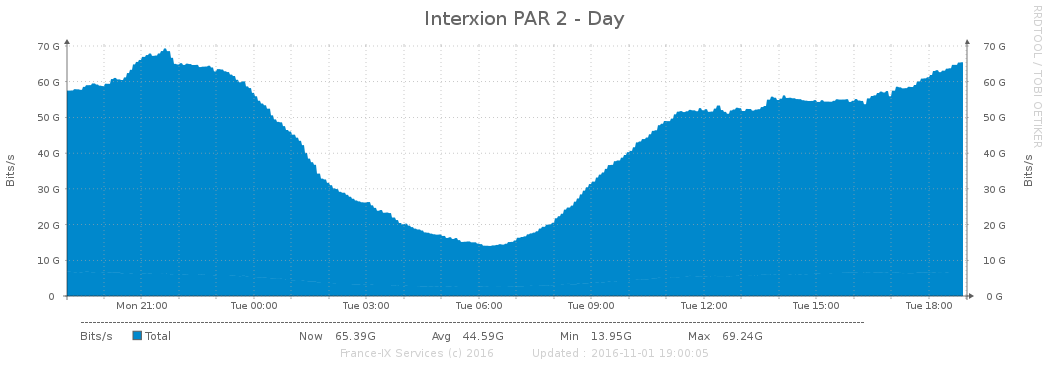 Interxion PAR 2 - Day
RRDTOOL / TOBI OETIKER
Bits/s
70 G
60 G
50 G
40 G
30 G
20 G
10 G
0
70 G
60 G
50 G
40 G
30 G
20 G
10 G
0 G
Bits/s
Mon 21:00 Tue 00:00 Tue 03:00 Tue 06:00 Tue 09:00 Tue 12:00 Tue 15:00 Tue 18:00
Bits/s Total Now 65.39G Avg 44.59G Min 13.95G Max 69.24G
France-IX Services (c) 2016 Updated : 2016-11-01 19:00:05